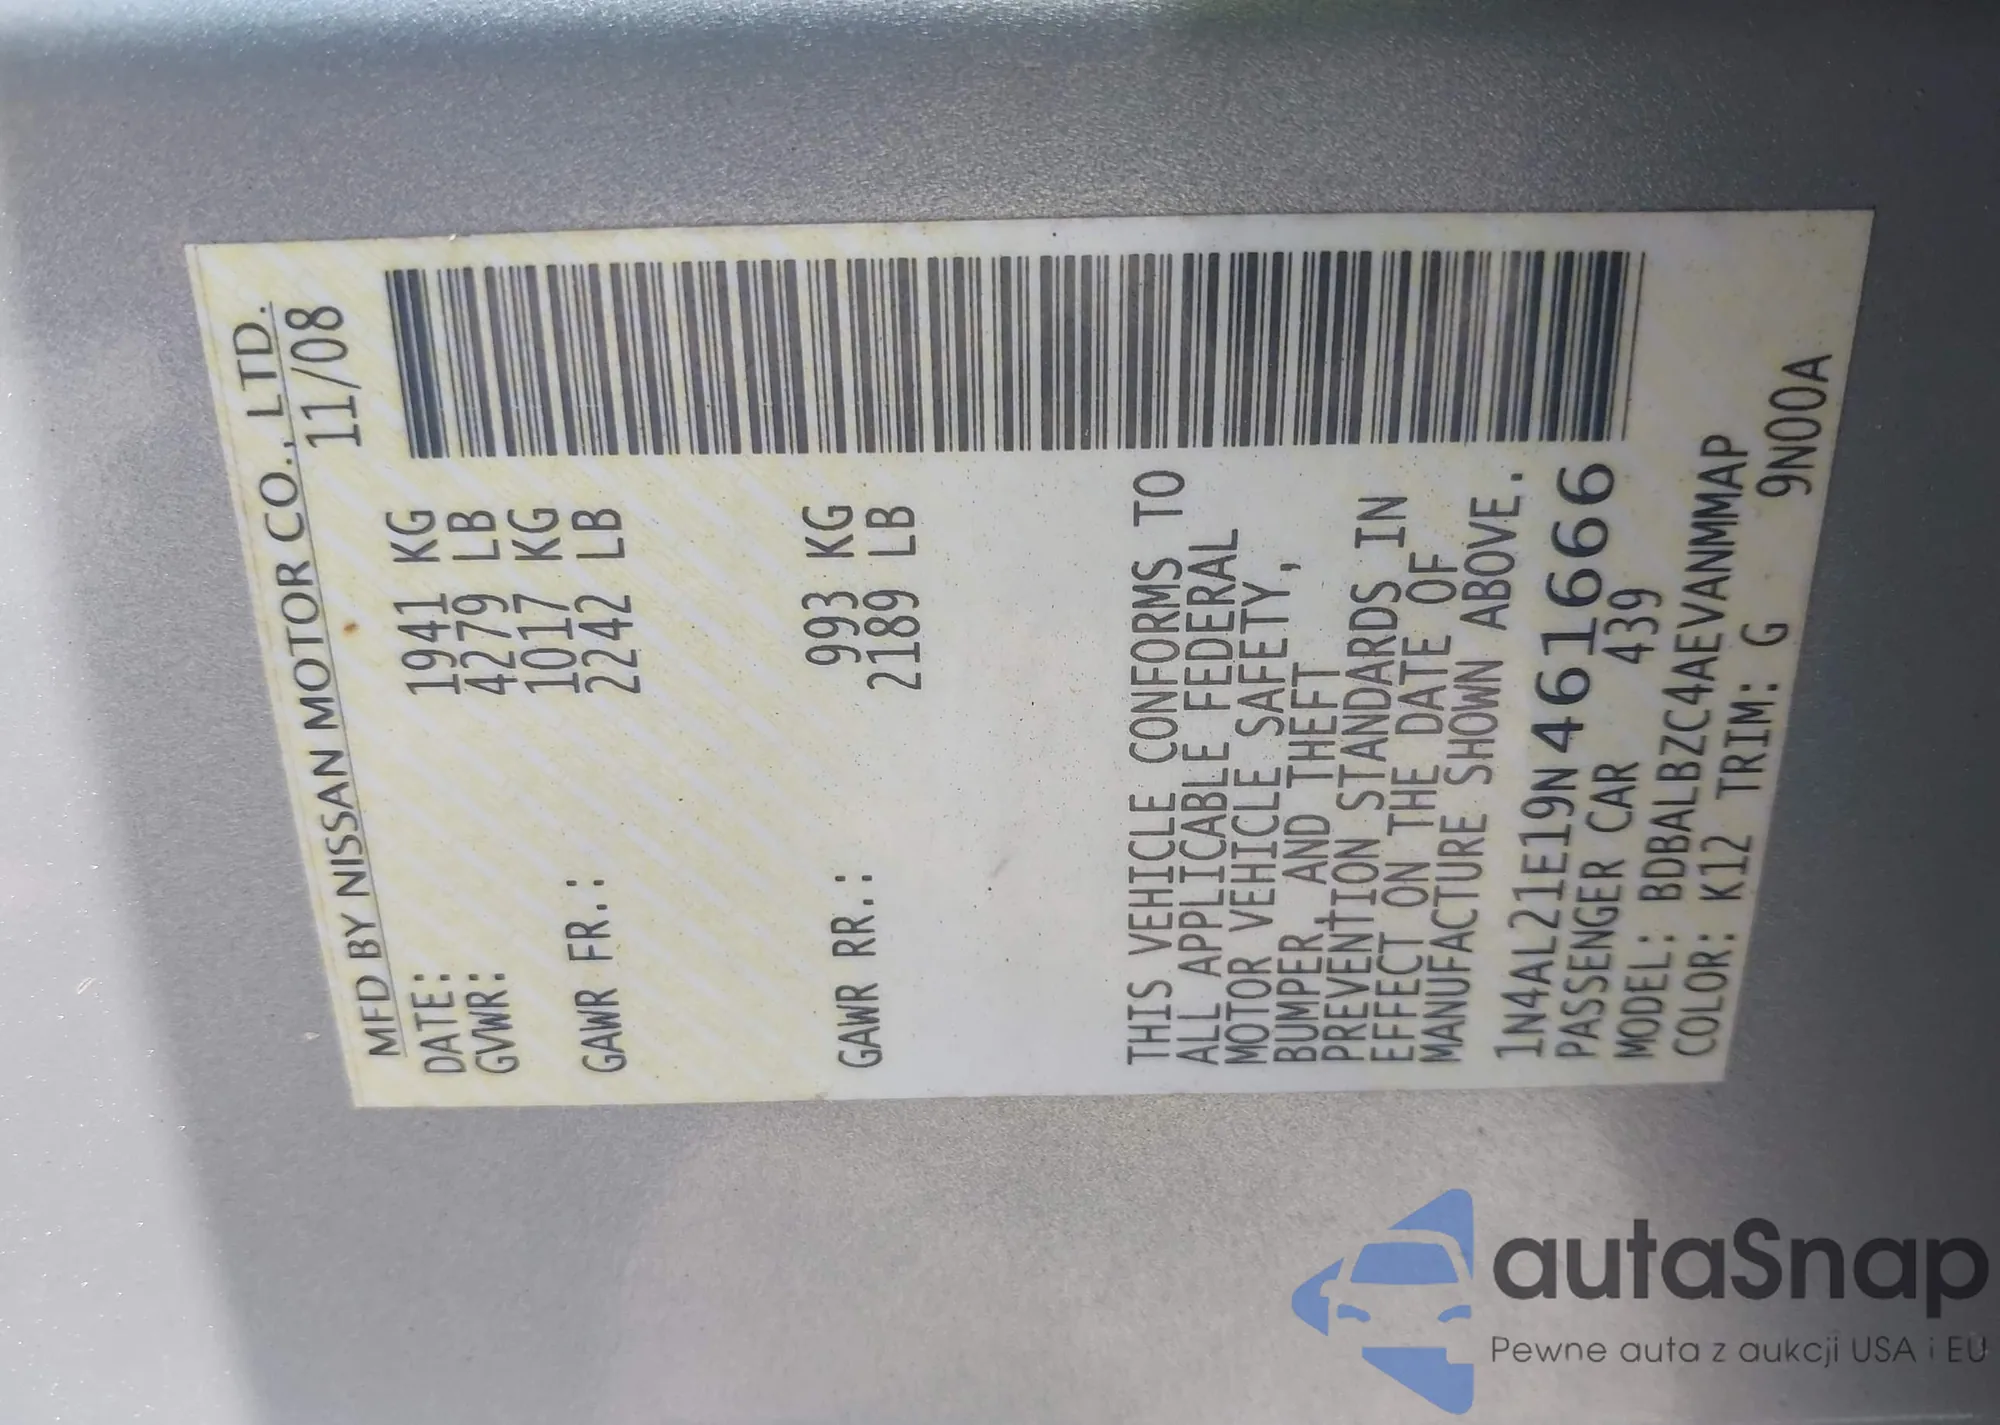 MFD BY NISSAN MOTOR CO., LTD.
DATE: 11/08
GVWR: 1941 KG
4279 LB
GAWR FR.: 1017 KG
2242 LB
GAWR RR.: 993 KG
2189 LB
THIS VEHICLE CONFORMS TO
ALL APPLICABLE FEDERAL
MOTOR VEHICLE SAFETY,
BUMPER, AND THEFT
PREVENTION STANDARDS IN
EFFECT ON THE DATE OF
MANUFACTURE SHOWN ABOVE.
1N4AL21E19N461666
PASSENGER CAR 439
MODEL: BDBALBZC4AEVANMMAP
COLOR: K12 TRIM: G 9N00A
autaSnap
Pewne auta z aukcji USA i EU